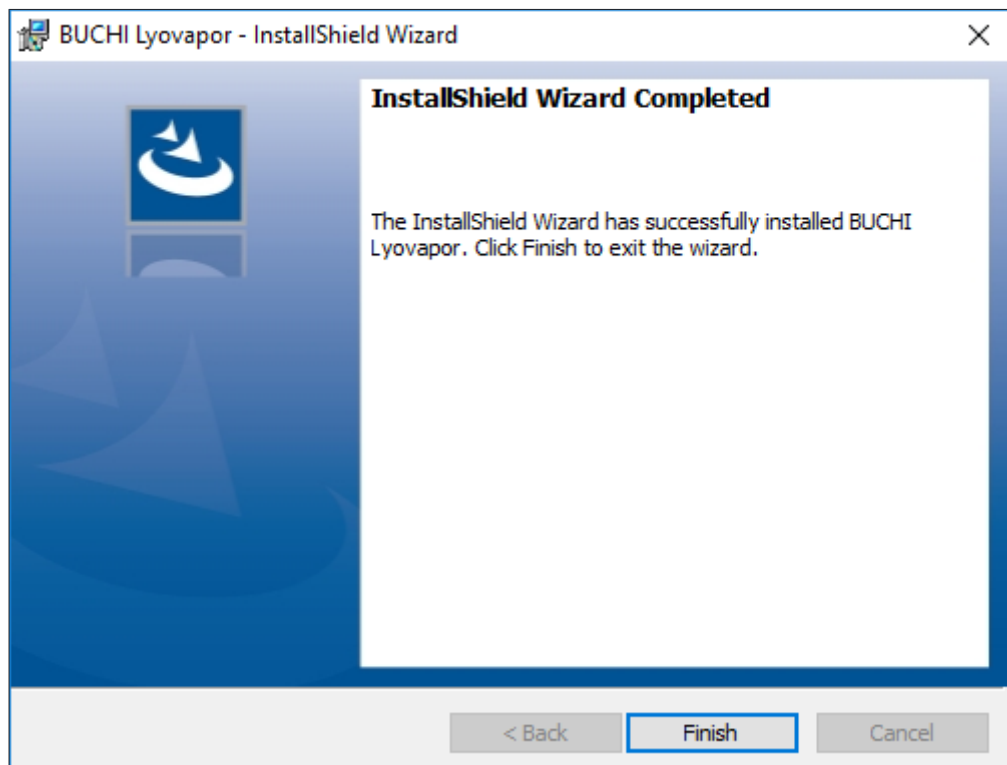 BUCHI Lyovapor - InstallShield Wizard
InstallShield Wizard Completed
The InstallShield Wizard has successfully installed BUCHI
Lyovapor. Click Finish to exit the wizard.
< Back
Finish
Cancel